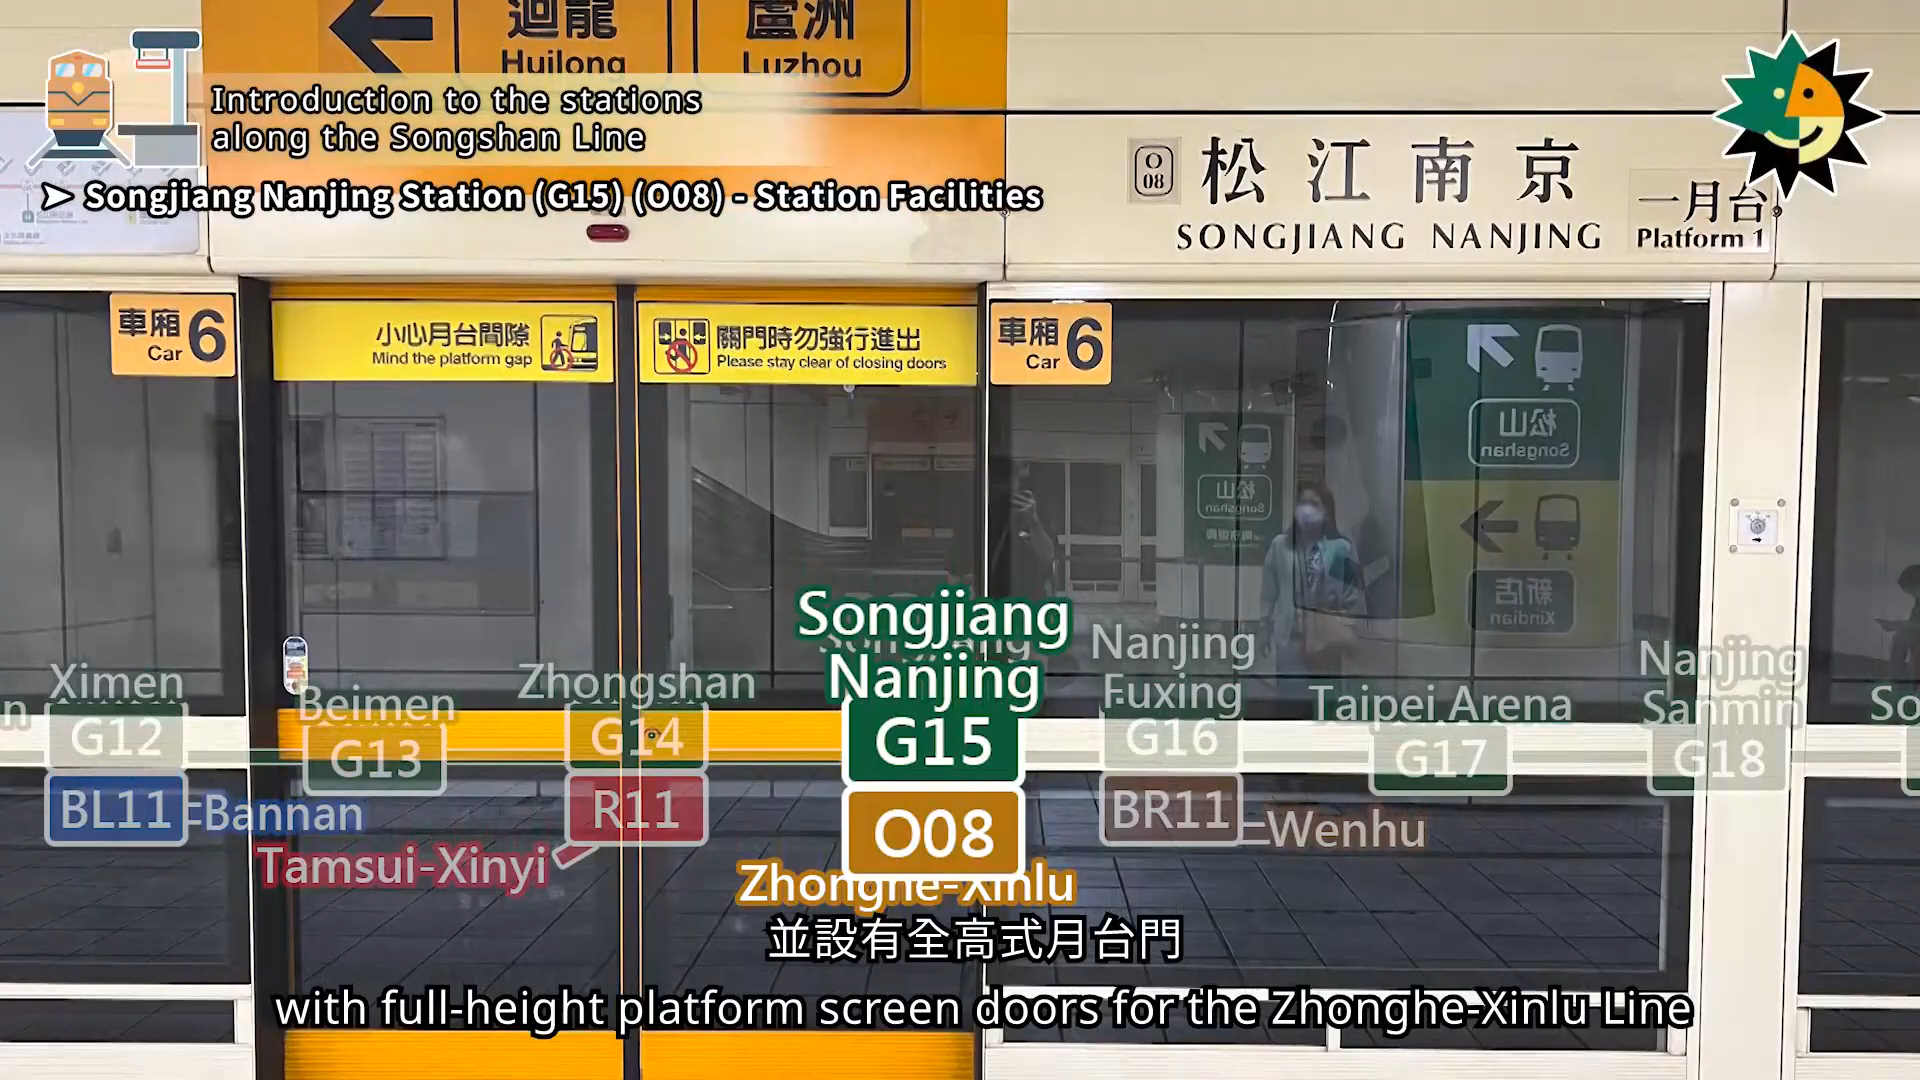 迴龍
Huilong
蘆洲
Luzhou
Introduction to the stations
along the Songshan Line
➤ Songjiang Nanjing Station (G15) (O08) - Station Facilities
O
08
松江南京
SONGJIANG NANJING
一月台
Platform 1
車廂 6
Car
小心月台間隙
Mind the platform gap
關門時勿強行進出
Please stay clear of closing doors
車廂 6
Car
松山
Songshan
松山
Songshan
新店
Xindian
Ximen
G12
BL11
Bannan
Beimen
G13
Zhongshan
G14
R11
Tamsui-Xinyi
Songjiang
Nanjing
G15
O08
Zhonghe-Xinlu
Nanjing
Fuxing
G16
BR11
Wenhu
Taipei Arena
G17
Nanjing
Sanmin
G18
So
並設有全高式月台門
with full-height platform screen doors for the Zhonghe-Xinlu Line